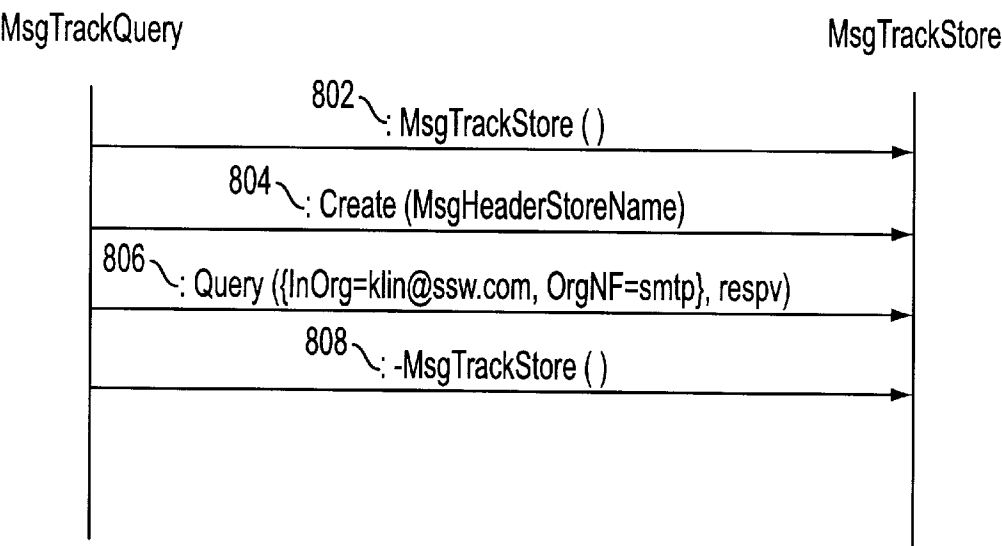 MsgTrackQuery
MsgTrackStore
802
: MsgTrackStore ( )
804
: Create (MsgHeaderStoreName)
806
: Query ({InOrg=klin@ssw.com, OrgNF=smtp}, respv)
808
: -MsgTrackStore ( )